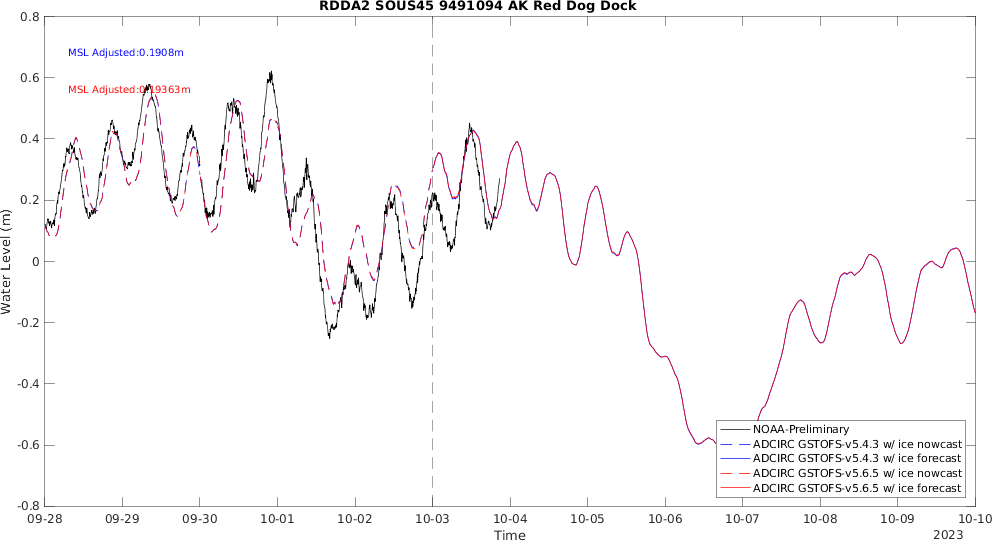 RDDA2 SOUS45 9491094 AK Red Dog Dock
MSL Adjusted:0.1908m
MSL Adjusted:0.19363m
0.8
0.6
0.4
0.2
0
-0.2
-0.4
-0.6
-0.8
Water Level (m)
NOAA-Preliminary
ADCIRC GSTOFS-v5.4.3 w/ ice nowcast
ADCIRC GSTOFS-v5.4.3 w/ ice forecast
ADCIRC GSTOFS-v5.6.5 w/ ice nowcast
ADCIRC GSTOFS-v5.6.5 w/ ice forecast
09-28 09-29 09-30 10-01 10-02 10-03 10-04 10-05 10-06 10-07 10-08 10-09 10-10
Time
2023